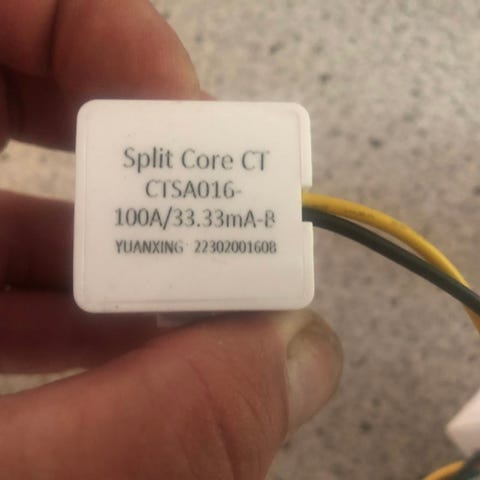 Split Core CT
CTSA016-
100A/33.33mA-B
YUANXING 2230200160B